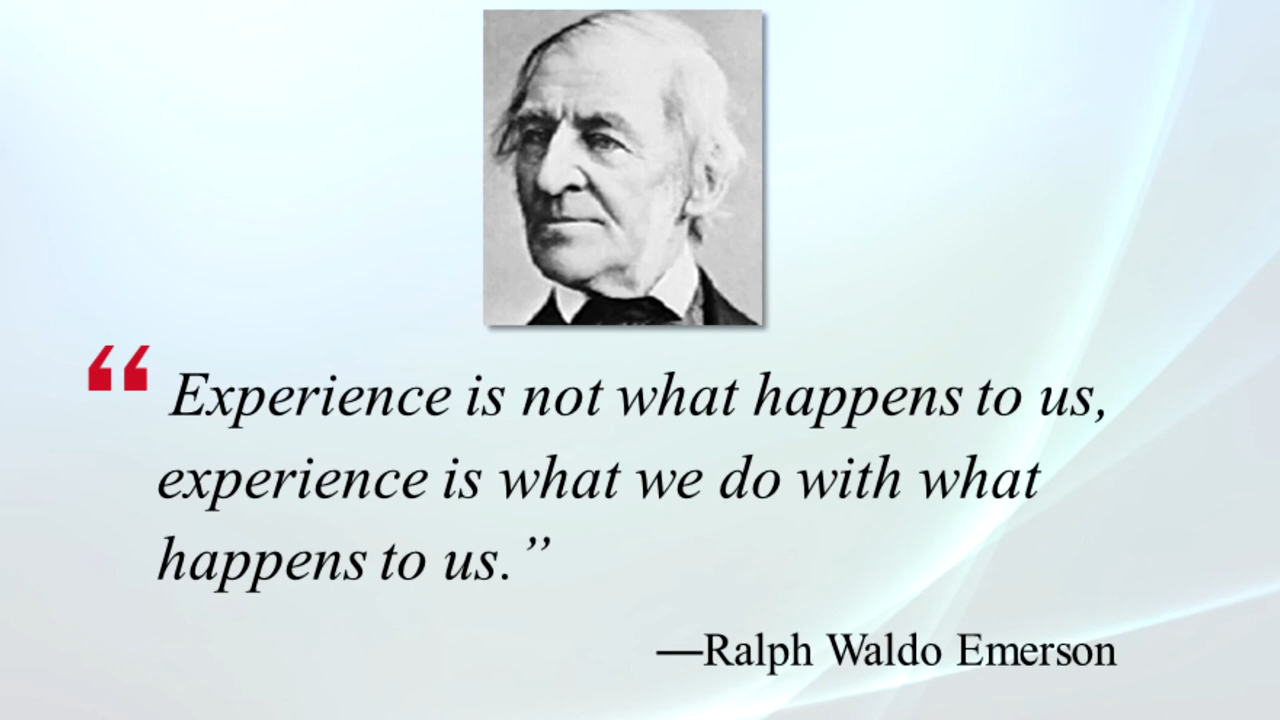 “ Experience is not what happens to us,
experience is what we do with what
happens to us. ”
—Ralph Waldo Emerson